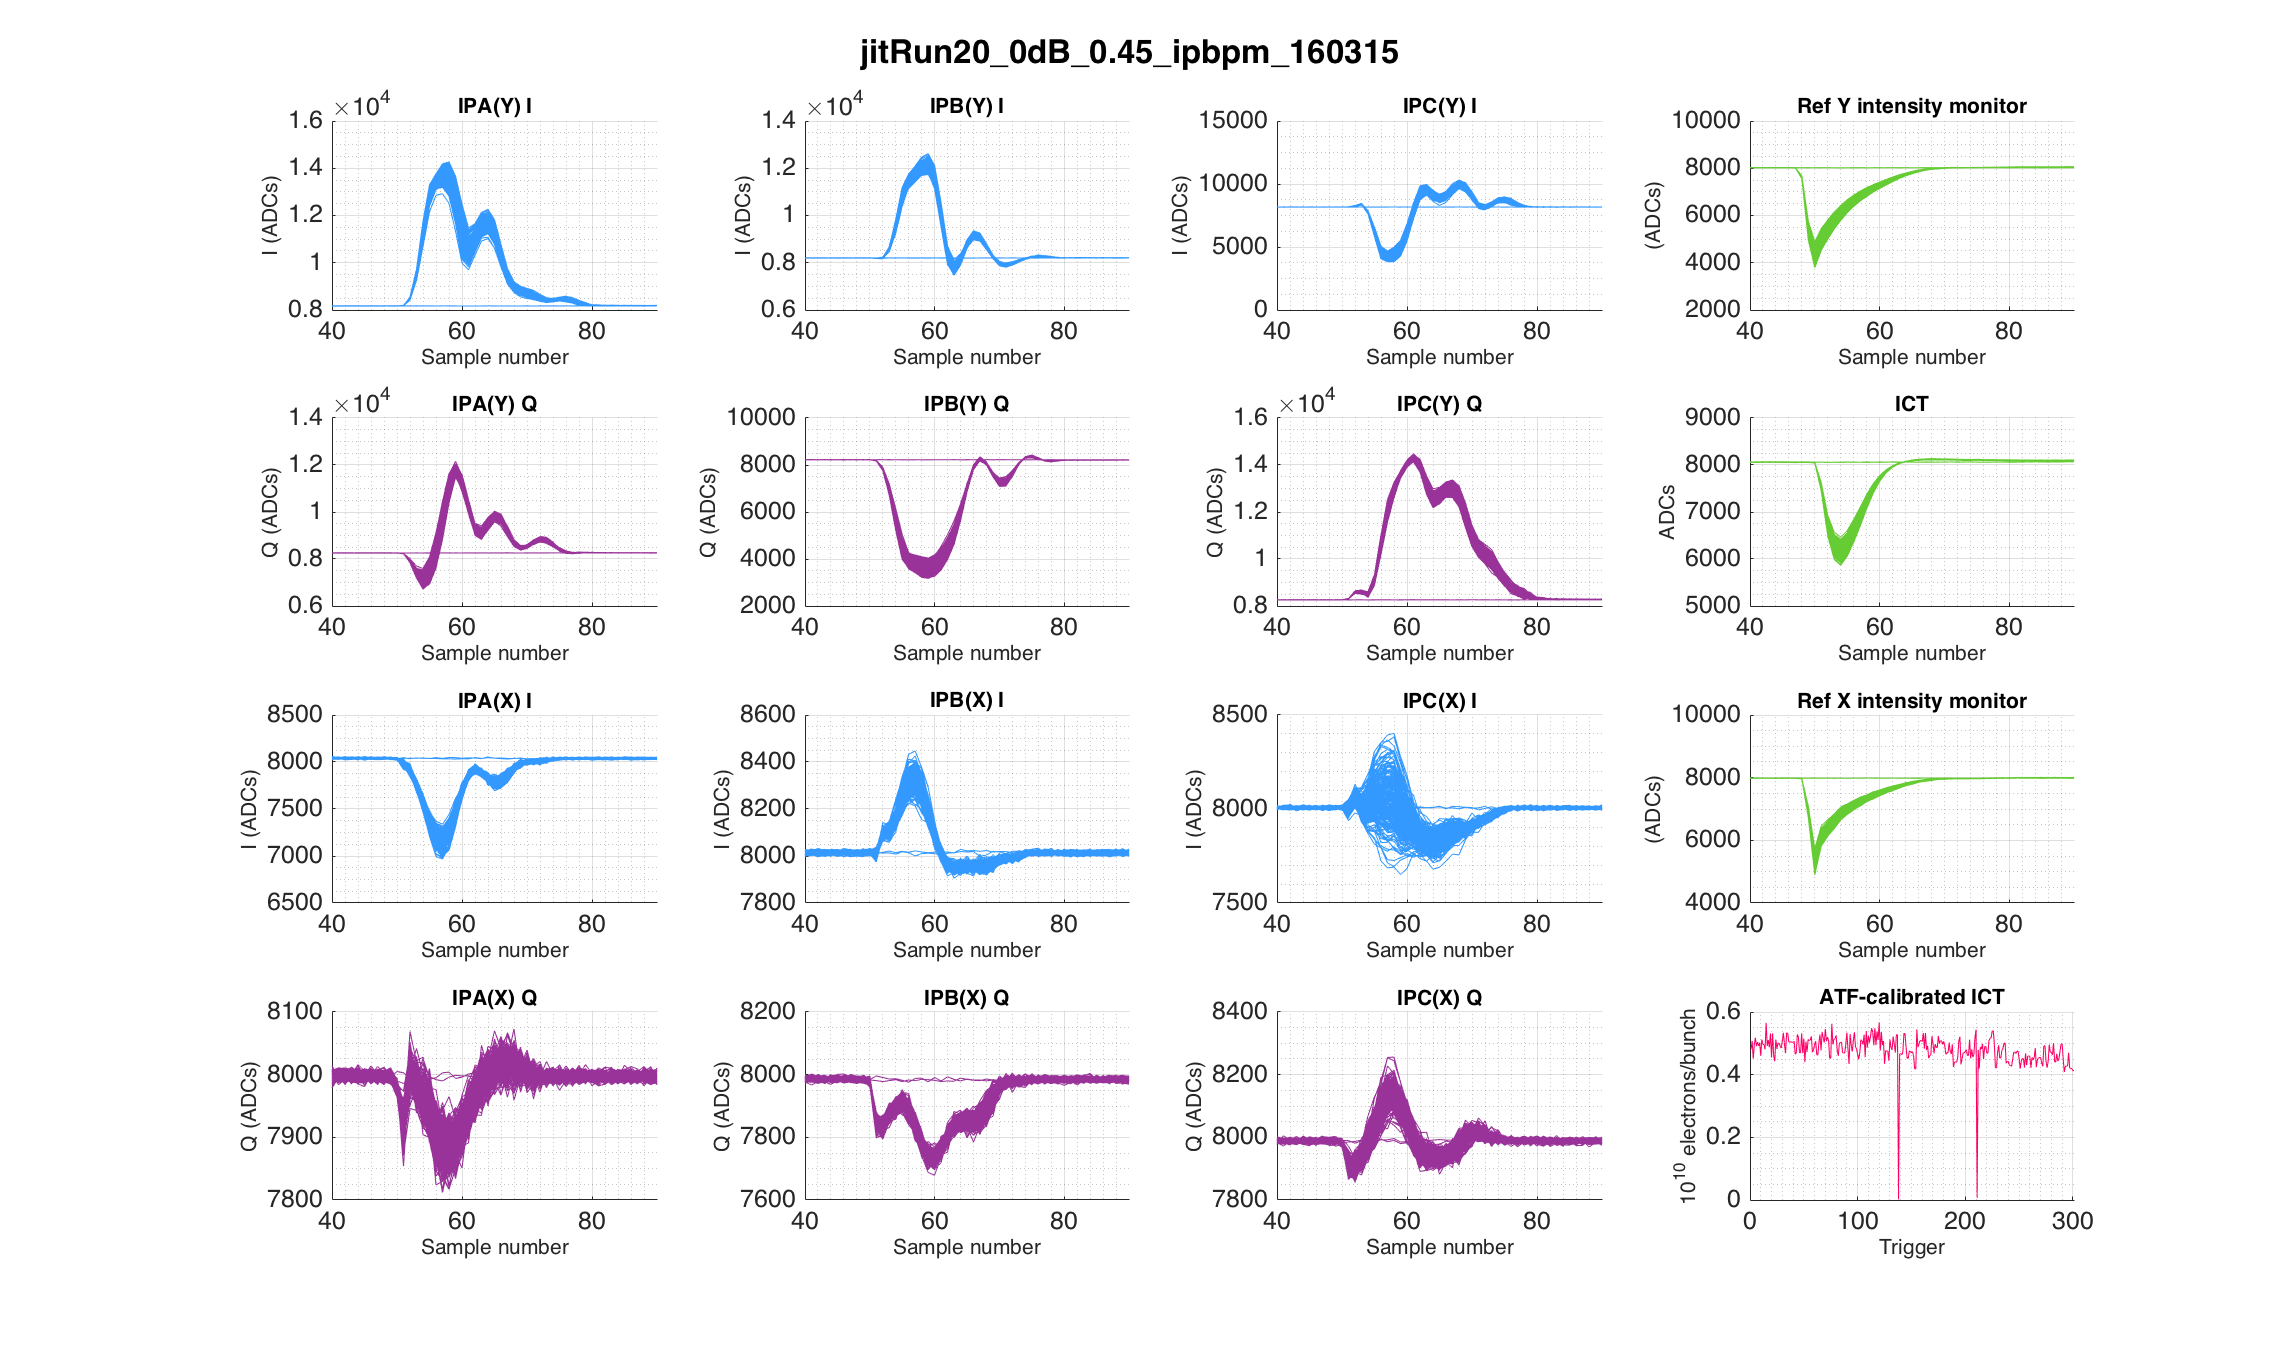 jitRun20_0dB_0.45_ipbpm_160315
IPA(Y) I
×10^4
1.6
1.4
1.2
1
0.8
I (ADCs)
40 60 80
Sample number
IPB(Y) I
×10^4
1.4
1.2
1
0.8
0.6
I (ADCs)
40 60 80
Sample number
IPC(Y) I
15000
10000
5000
0
I (ADCs)
40 60 80
Sample number
Ref Y intensity monitor
10000
8000
6000
4000
2000
(ADCs)
40 60 80
Sample number
IPA(Y) Q
×10^4
1.4
1.2
1
0.8
0.6
Q (ADCs)
40 60 80
Sample number
IPB(Y) Q
10000
8000
6000
4000
2000
Q (ADCs)
40 60 80
Sample number
IPC(Y) Q
×10^4
1.6
1.4
1.2
1
0.8
Q (ADCs)
40 60 80
Sample number
ICT
9000
8000
7000
6000
5000
ADCs
40 60 80
Sample number
IPA(X) I
8500
8000
7500
7000
6500
I (ADCs)
40 60 80
Sample number
IPB(X) I
8600
8400
8200
8000
7800
I (ADCs)
40 60 80
Sample number
IPC(X) I
8500
8000
7500
I (ADCs)
40 60 80
Sample number
Ref X intensity monitor
10000
8000
6000
4000
(ADCs)
40 60 80
Sample number
IPA(X) Q
8100
8000
7900
7800
Q (ADCs)
40 60 80
Sample number
IPB(X) Q
8200
8000
7800
7600
Q (ADCs)
40 60 80
Sample number
IPC(X) Q
8400
8200
8000
7800
Q (ADCs)
40 60 80
Sample number
ATF-calibrated ICT
0.6
0.4
0.2
0
10^10 electrons/bunch
0 100 200 300
Trigger